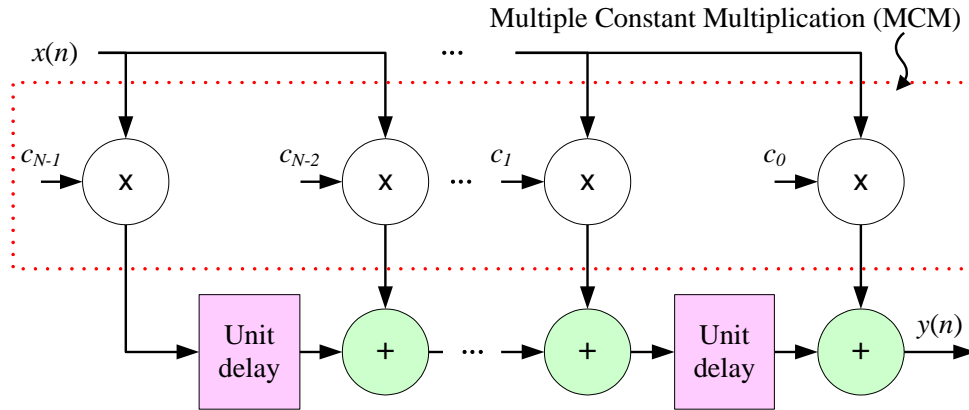 Multiple Constant Multiplication (MCM)
x(n) ...
c_{N-1} c_{N-2} c_1 c_0
x x ... x x
Unit delay + ... + Unit delay + y(n)